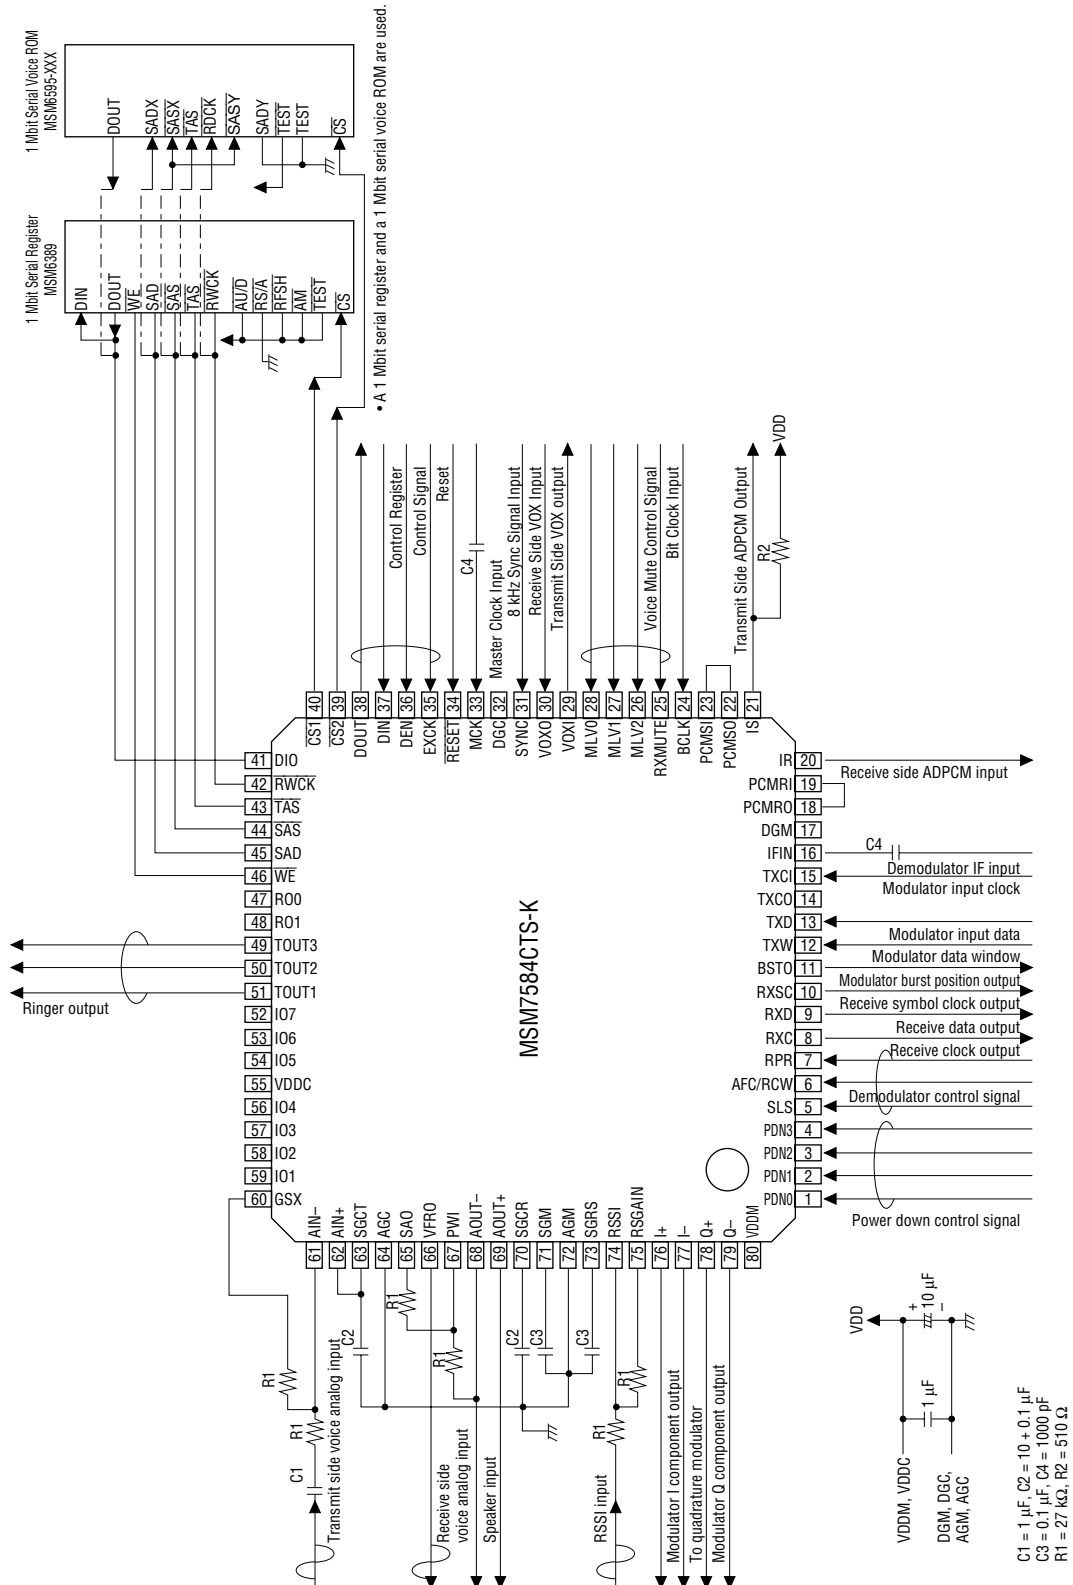 1 Mbit Serial Voice ROM
MSM6595-XXX
DOUT
SADX
SASX
TAS
RDCK
SASY
SADY
TEST
TEST
CS
1 Mbit Serial Register
MSM6389
DIN
DOUT
WE
SAD
SAS
TAS
RWCK
AU/D
RS/A
RFSH
AM
TEST
CS
• A 1 Mbit serial register and a 1 Mbit serial voice ROM are used.
Control Register
Control Signal
Reset
C4
Master Clock Input
8 kHz Sync Signal Input
Receive Side VOX Input
Transmit Side VOX output
Voice Mute Control Signal
Bit Clock Input
Transmit Side ADPCM Output
R2
VDD
CS1 40
CS2 39
DOUT 38
DIN 37
DEN 36
EXCK 35
RESET 34
MCK 33
DGC 32
SYNC 31
VOXO 30
VOXI 29
MLV0 28
MLV1 27
MLV2 26
RXMUTE 25
BCLK 24
PCMSI 23
PCMSO 22
IS 21
41 DIO
42 RWCK
43 TAS
44 SAS
45 SAD
46 WE
47 RO0
48 RO1
49 TOUT3
50 TOUT2
51 TOUT1
52 IO7
53 IO6
54 IO5
55 VDDC
56 IO4
57 IO3
58 IO2
59 IO1
60 GSX
Ringer output
MSM7584CTS-K
IR 20
PCMRI 19
PCMRO 18
DGM 17
IFIN 16
TXCI 15
TXCO 14
TXD 13
TXW 12
BSTO 11
RXSC 10
RXD 9
RXC 8
RPR 7
AFC/RCW 6
SLS 5
PDN3 4
PDN2 3
PDN1 2
PDN0 1
Receive side ADPCM input
C4
Demodulator IF input
Modulator input clock
Modulator input data
Modulator data window
Modulator burst position output
Receive symbol clock output
Receive data output
Receive clock output
Demodulator control signal
Power down control signal
61 AIN−
62 AIN+
63 SGCT
64 AGC
65 SAO
66 VFRO
67 PWI
68 AOUT−
69 AOUT+
70 SGCR
71 SGM
72 AGM
73 SGRS
74 RSSI
75 RSGAIN
76 I+
77 I−
78 Q+
79 Q−
80 VDDM
R1
R1
C1
C2
R1
R1
C2
C3
C3
R1
R1
Transmit side voice analog input
Receive side
voice analog input
Speaker input
RSSI input
Modulator I component output
To quadrature modulator
Modulator Q component output
VDD
+
−
10 µF
1 µF
VDDM, VDDC
DGM, DGC,
AGM, AGC
C1 = 1 µF, C2 = 10 + 0.1 µF
C3 = 0.1 µF, C4 = 1000 pF
R1 = 27 kΩ, R2 = 510 Ω